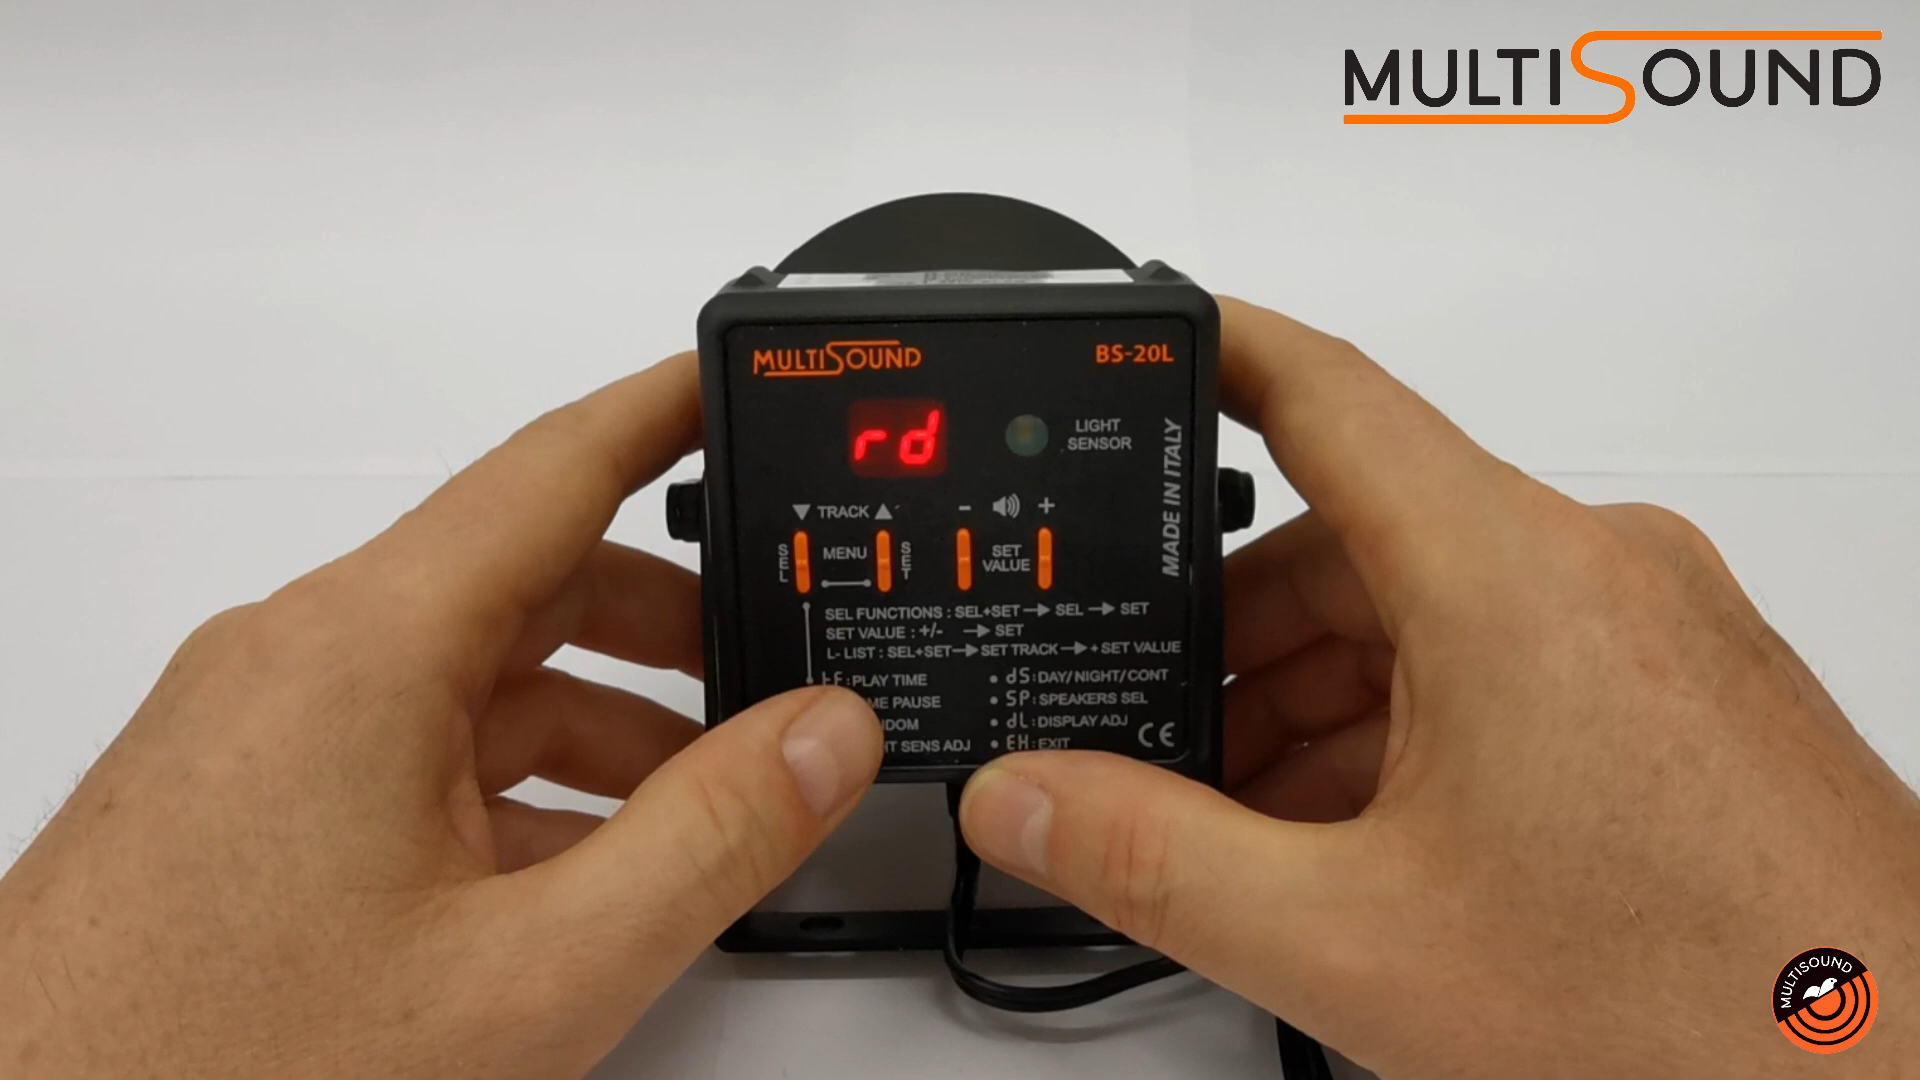 MULTISOUND
MULTISOUND
BS-20L
rd
LIGHT
SENSOR
MADE IN ITALY
▼ TRACK ▲
- +
SEL
MENU
SET
SET
VALUE
SEL FUNCTIONS : SEL+SET → SEL → SET
SET VALUE : +/- → SET
L- LIST : SEL+SET → SET TRACK → + SET VALUE
tF: PLAY TIME
PAUSE
SENS ADJ
• dS: DAY/NIGHT/CONT
• SP: SPEAKERS SEL
• dL: DISPLAY ADJ
• EH: EXIT
CE
MULTISOUND